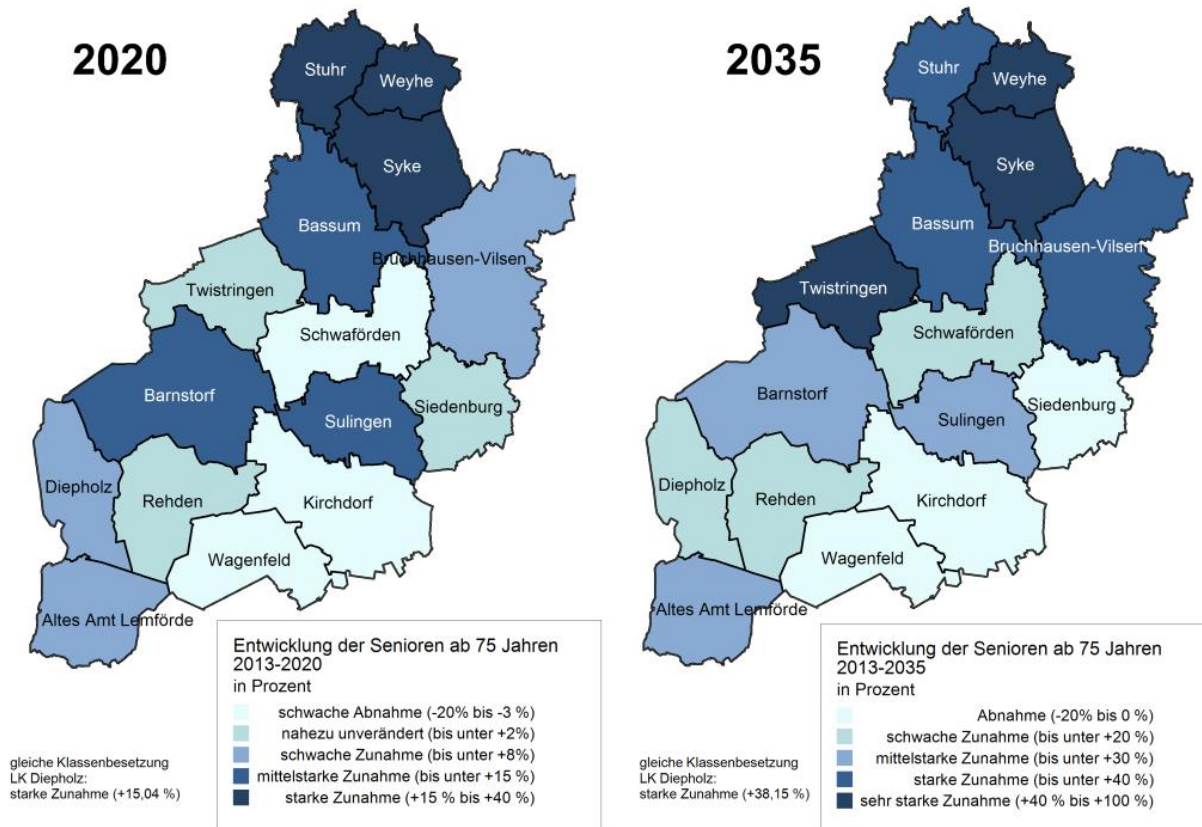 2020
Stuhr
Weyhe
Syke
Bassum
Bruchhausen-Vilsen
Twistringen
Schwaförden
Barnstorf
Sulingen
Siedenburg
Diepholz
Rehden
Kirchdorf
Wagenfeld
Altes Amt Lemförde
Entwicklung der Senioren ab 75 Jahren
2013-2020
in Prozent
schwache Abnahme (-20% bis -3 %)
nahezu unverändert (bis unter +2%)
schwache Zunahme (bis unter +8%)
mittelstarke Zunahme (bis unter +15 %)
starke Zunahme (+15 % bis +40 %)
gleiche Klassenbesetzung
LK Diepholz:
starke Zunahme (+15,04 %)
2035
Stuhr
Weyhe
Syke
Bassum
Bruchhausen-Vilsen
Twistringen
Schwaförden
Barnstorf
Sulingen
Siedenburg
Diepholz
Rehden
Kirchdorf
Wagenfeld
Altes Amt Lemförde
Entwicklung der Senioren ab 75 Jahren
2013-2035
in Prozent
Abnahme (-20% bis 0 %)
schwache Zunahme (bis unter +20 %)
mittelstarke Zunahme (bis unter +30 %)
starke Zunahme (bis unter +40 %)
sehr starke Zunahme (+40 % bis +100 %)
gleiche Klassenbesetzung
LK Diepholz:
starke Zunahme (+38,15 %)